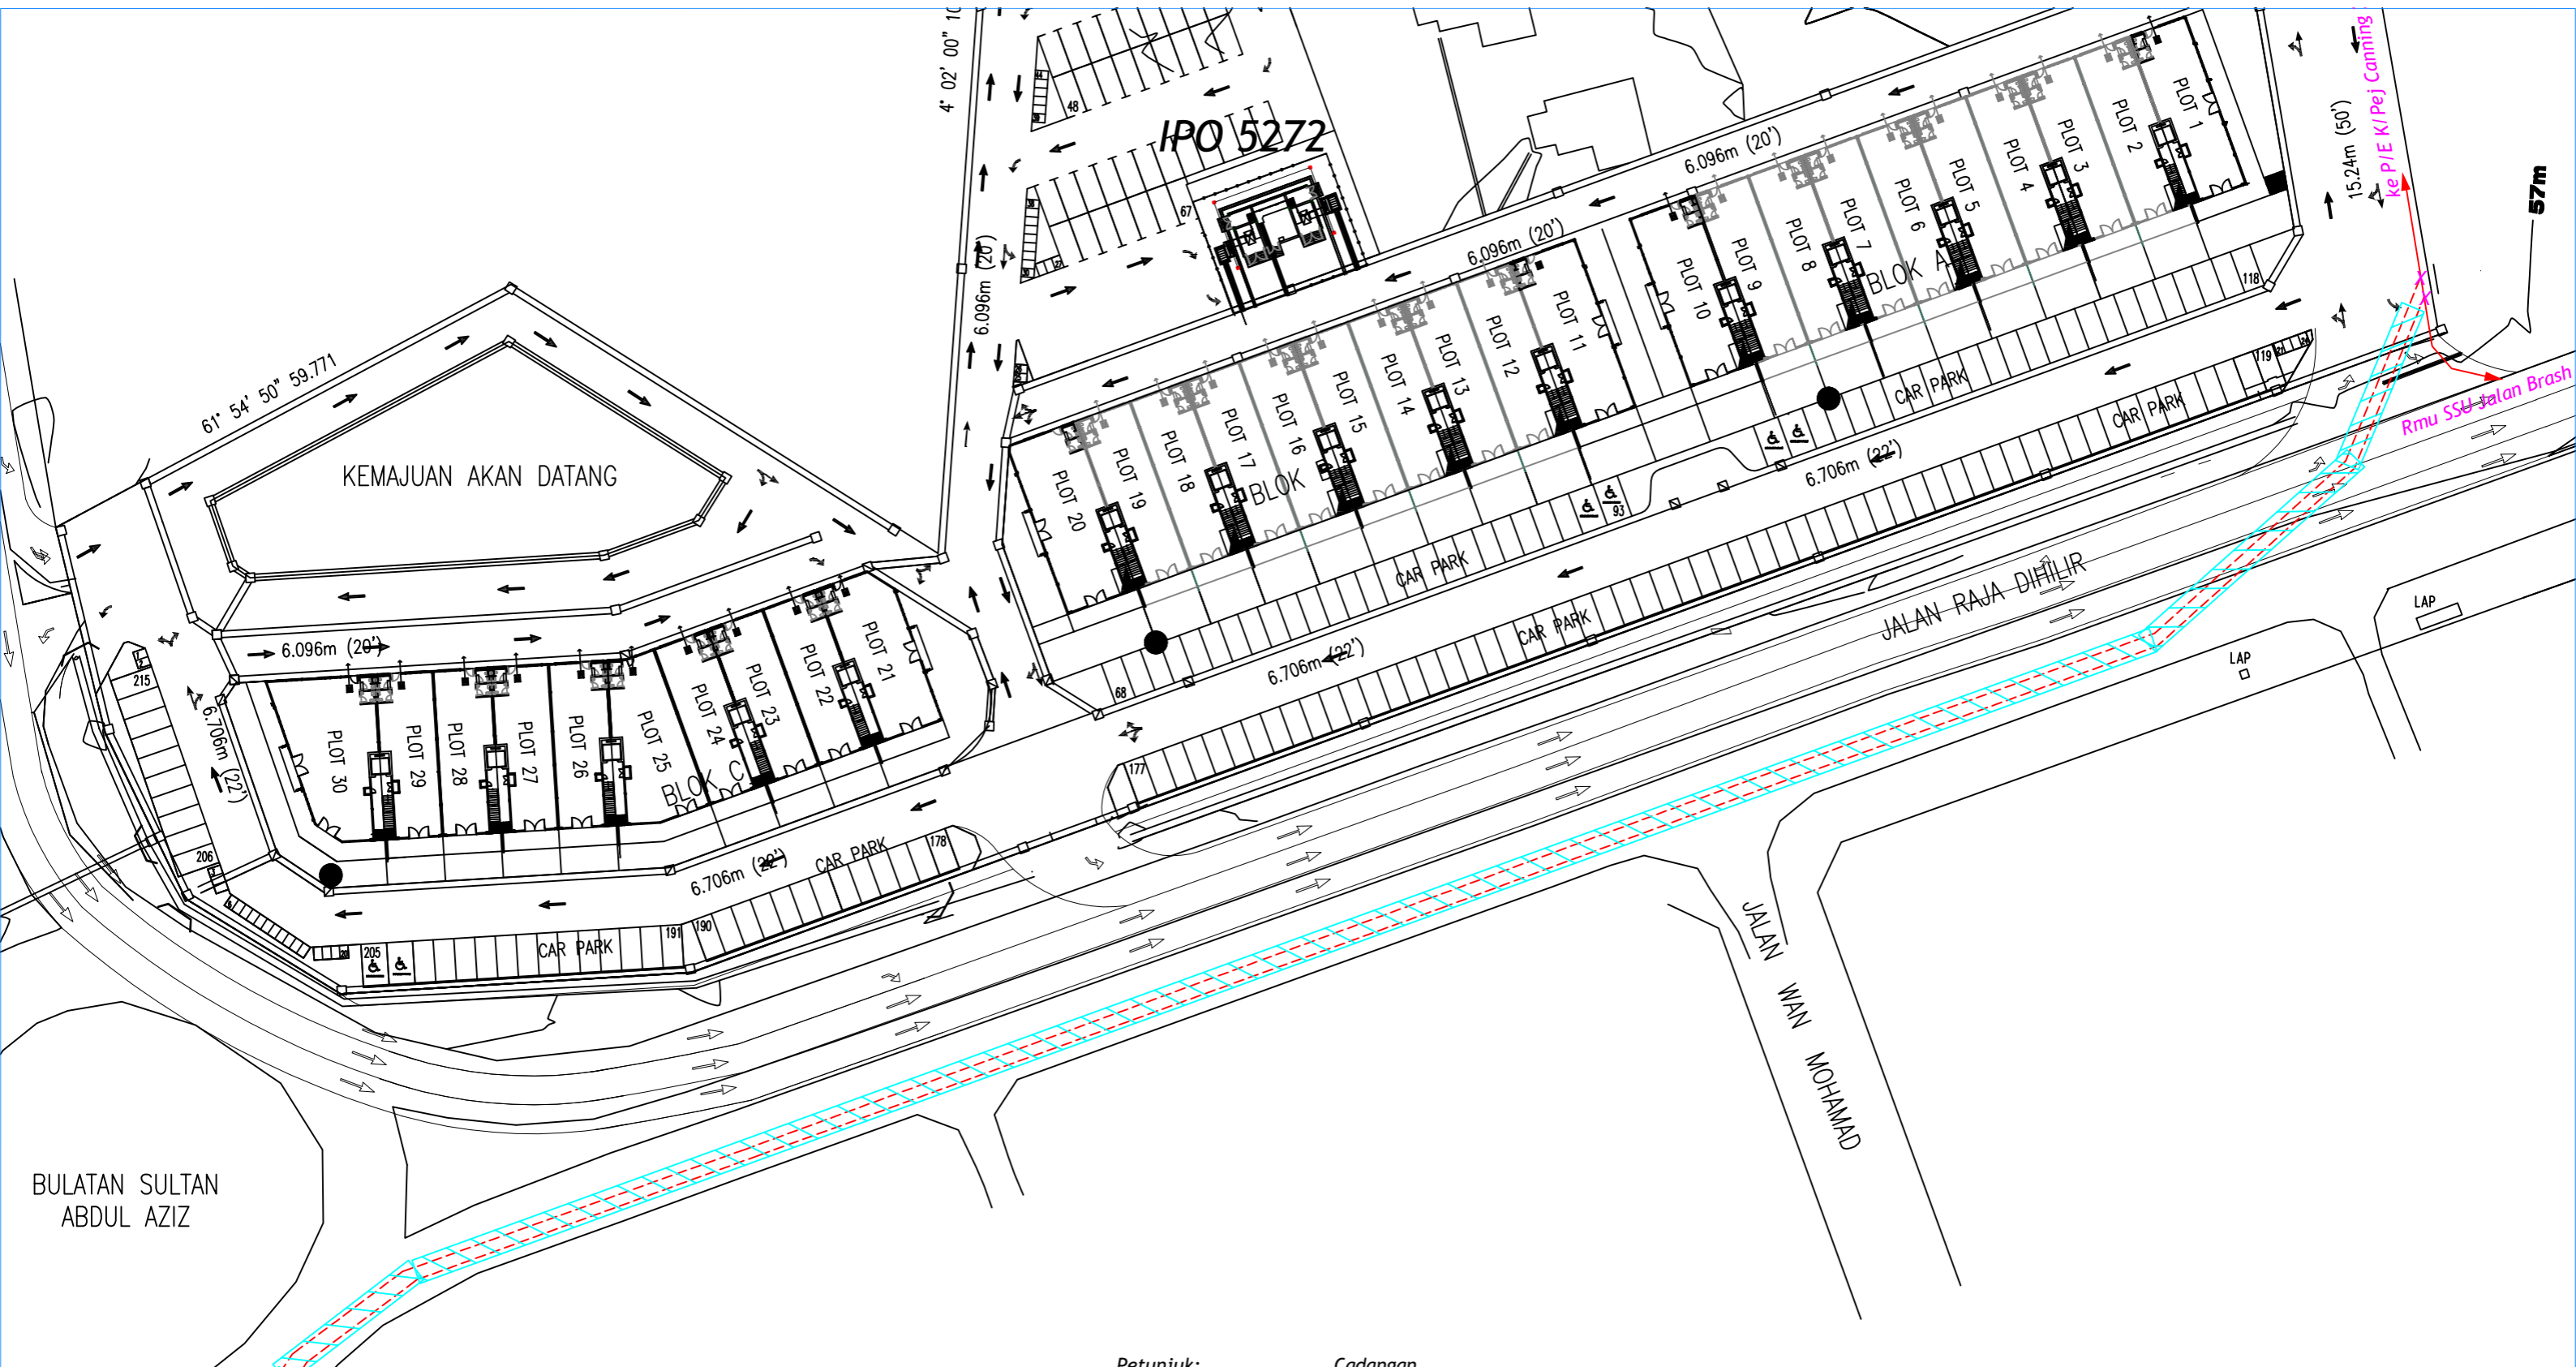 4° 02' 00" 10
44
48
67
IPO 5272
6.096m (20')
6.096m (20')
6.096m (20')
15.24m (50')
ke P/E K/ Pej Canning
57m
PLOT 1
PLOT 2
PLOT 3
PLOT 4
PLOT 5
PLOT 6
PLOT 7
PLOT 8
PLOT 9
PLOT 10
BLOK A
118
119
X
X
Rmu SSU Jalan Brash
PLOT 11
PLOT 12
PLOT 13
PLOT 14
PLOT 15
PLOT 16
PLOT 17
PLOT 18
PLOT 19
PLOT 20
BLOK
CAR PARK
CAR PARK
CAR PARK
CAR PARK
93
68
177
6.706m (22')
6.706m (22')
JALAN RAJA DIHILIR
LAP
LAP
61° 54' 50" 59.771
KEMAJUAN AKAN DATANG
6.096m (20')
215
206
6.706m (22')
PLOT 21
PLOT 22
PLOT 23
PLOT 24
PLOT 25
PLOT 26
PLOT 27
PLOT 28
PLOT 29
PLOT 30
BLOK C
6.706m (22')
CAR PARK
178
190
191
CAR PARK
205
JALAN WAN MOHAMAD
BULATAN SULTAN
ABDUL AZIZ
Petunjuk:
Cadangan